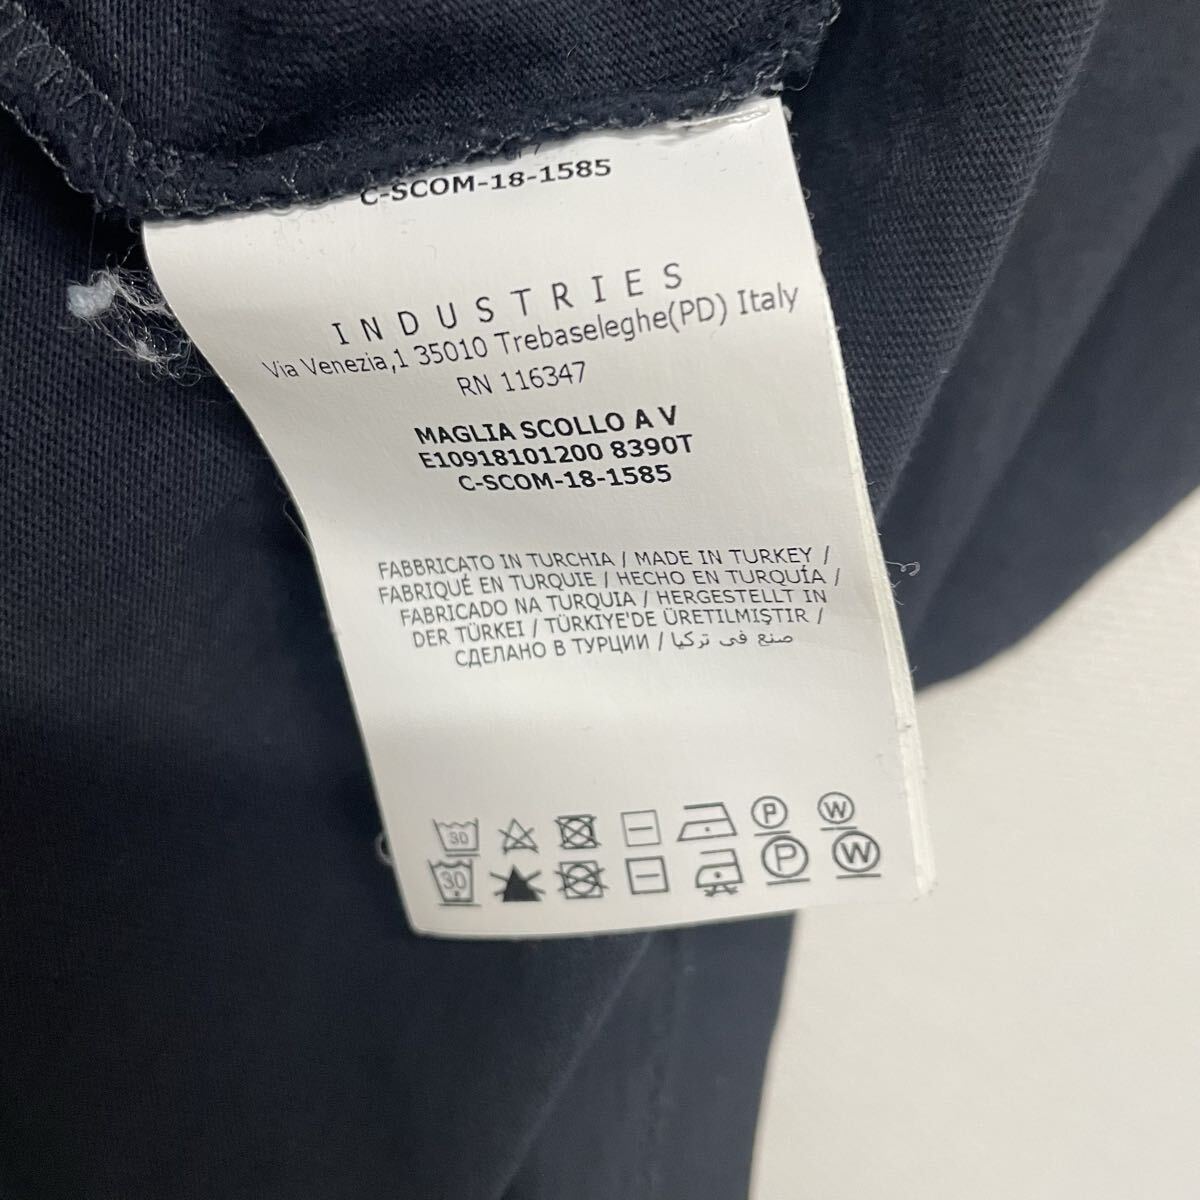 C-SCOM-18-1585
INDUSTRIES
Via Venezia,1 35010 Trebaseleghe(PD) Italy
RN 116347
MAGLIA SCOLLO A V
E10918101200 8390T
C-SCOM-18-1585
FABBRICATO IN TURCHIA / MADE IN TURKEY /
FABRIQUÉ EN TURQUIE / HECHO EN TURQUÍA /
FABRICADO NA TURQUIA / HERGESTELLT IN
DER TÜRKEI / TÜRKIYE'DE ÜRETILMIŞTIR /
СДЕЛАНО В ТУРЦИИ / صنع في تركيا
30 P W
30 P W